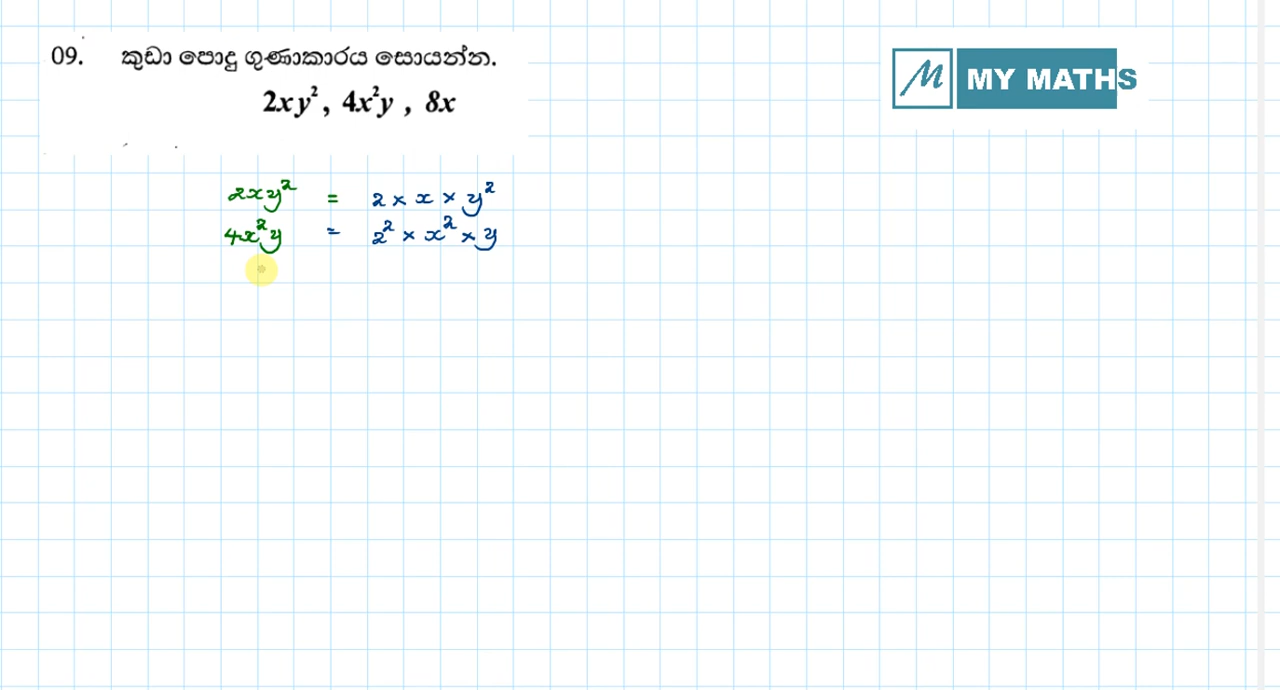 09. කුඩා පොදු ගුණාකාරය සොයන්න.
2xy², 4x²y , 8x
M MY MATHS
2xy² = 2 × x × y²
4x²y = 2² × x² × y